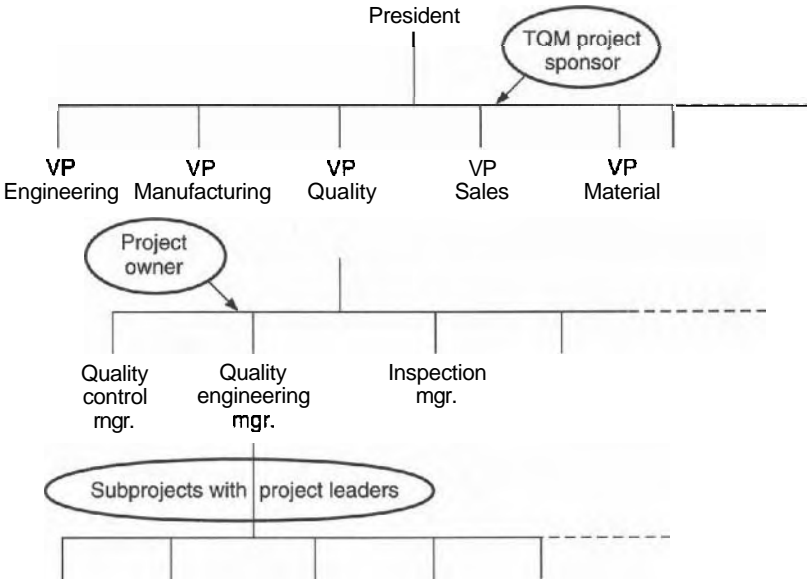 President
TQM project
sponsor
VP
Engineering
VP
Manufacturing
VP
Quality
VP
Sales
VP
Material
Project
owner
Quality
control
rngr.
Quality
engineering
mgr.
Inspection
mgr.
Subprojects with project leaders